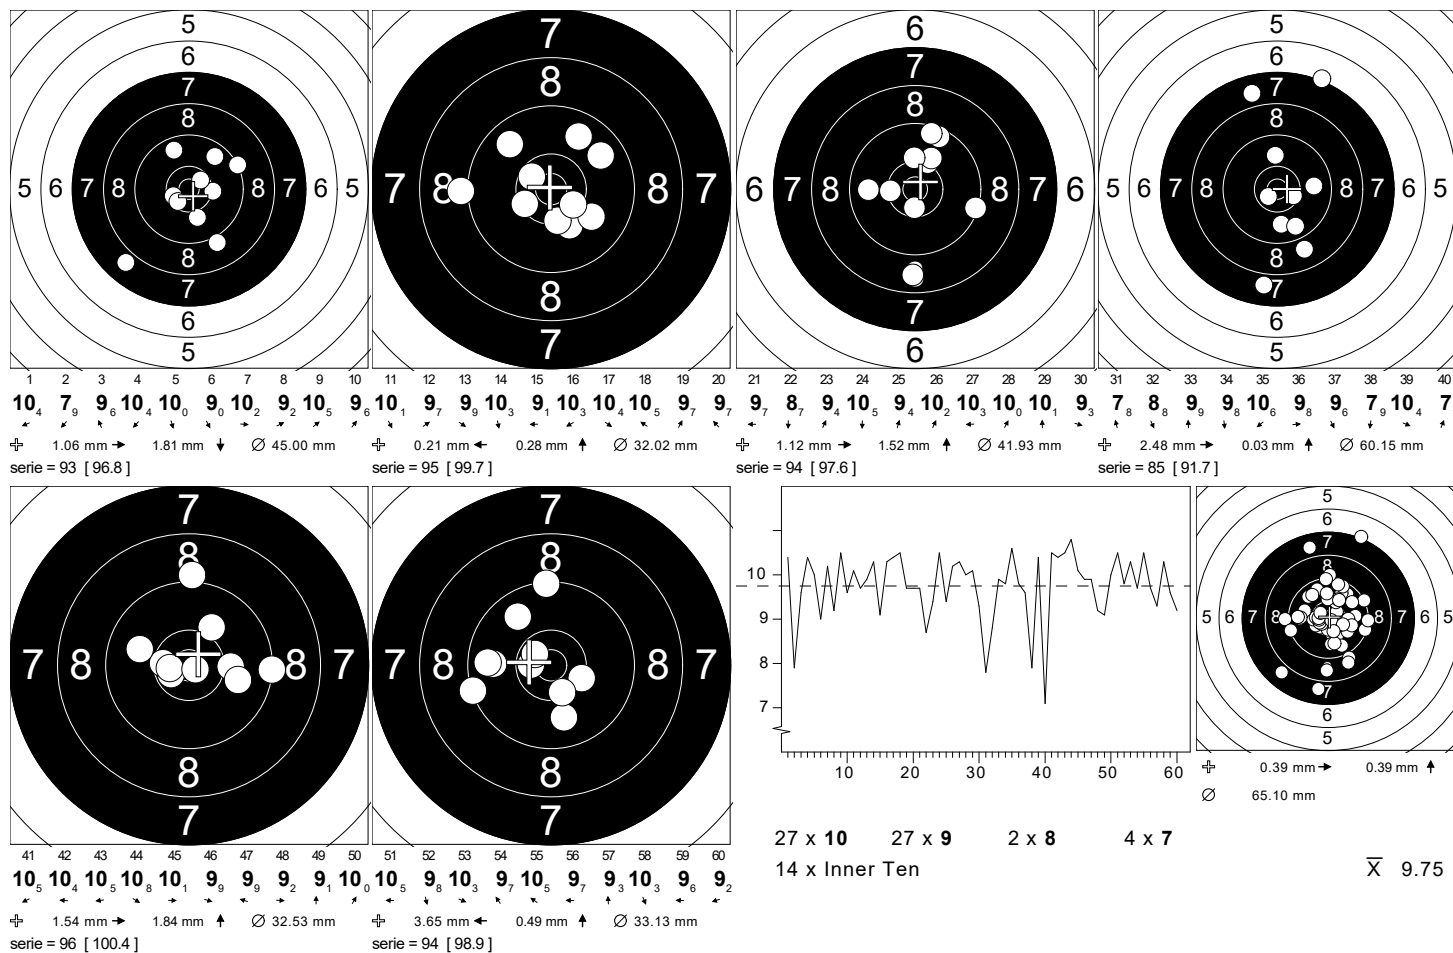 5
6
7
8
5 6 7 8 8 7 6 5
8
7
6
5
7
8
7 8 8 7
8
7
6
7
8
6 7 8 8 7 6
7
6
5
6
7
8
5 6 7 8 8 7 6 5
8
7
6
5
1 2 3 4 5 6 7 8 9 10
10₄ 7₉ 9₆ 10₄ 10₀ 9₀ 10₂ 9₂ 10₅ 9₆
1.06 mm 1.81 mm 45.00 mm
serie = 93 [ 96.8 ]
11 12 13 14 15 16 17 18 19 20
10₁ 9₇ 9₉ 10₃ 9₁ 10₃ 10₄ 10₅ 9₇ 9₇
0.21 mm 0.28 mm 32.02 mm
serie = 95 [ 99.7 ]
21 22 23 24 25 26 27 28 29 30
9₇ 8₇ 9₄ 10₅ 9₄ 10₂ 10₃ 10₀ 10₁ 9₃
1.12 mm 1.52 mm 41.93 mm
serie = 94 [ 97.6 ]
31 32 33 34 35 36 37 38 39 40
7₈ 8₈ 9₉ 9₈ 10₆ 9₈ 9₆ 7₉ 10₄ 7
2.48 mm 0.03 mm 60.15 mm
serie = 85 [ 91.7 ]
7
8
7 8 8 7
8
7
7
8
7 8 8 7
8
7
10
9
8
7
10 20 30 40 50 60
5
6
7
5 6 7 8 8 7 6 5
7
6
5
0.39 mm 0.39 mm
65.10 mm
41 42 43 44 45 46 47 48 49 50
10₅ 10₄ 10₅ 10₈ 10₁ 9₉ 9₉ 9₂ 9₁ 10₀
1.54 mm 1.84 mm 32.53 mm
serie = 96 [ 100.4 ]
51 52 53 54 55 56 57 58 59 60
10₅ 9₈ 10₃ 9₇ 10₅ 9₇ 9₃ 10₃ 9₆ 9₂
3.65 mm 0.49 mm 33.13 mm
serie = 94 [ 98.9 ]
27 x 10 27 x 9 2 x 8 4 x 7
14 x Inner Ten X̅ 9.75